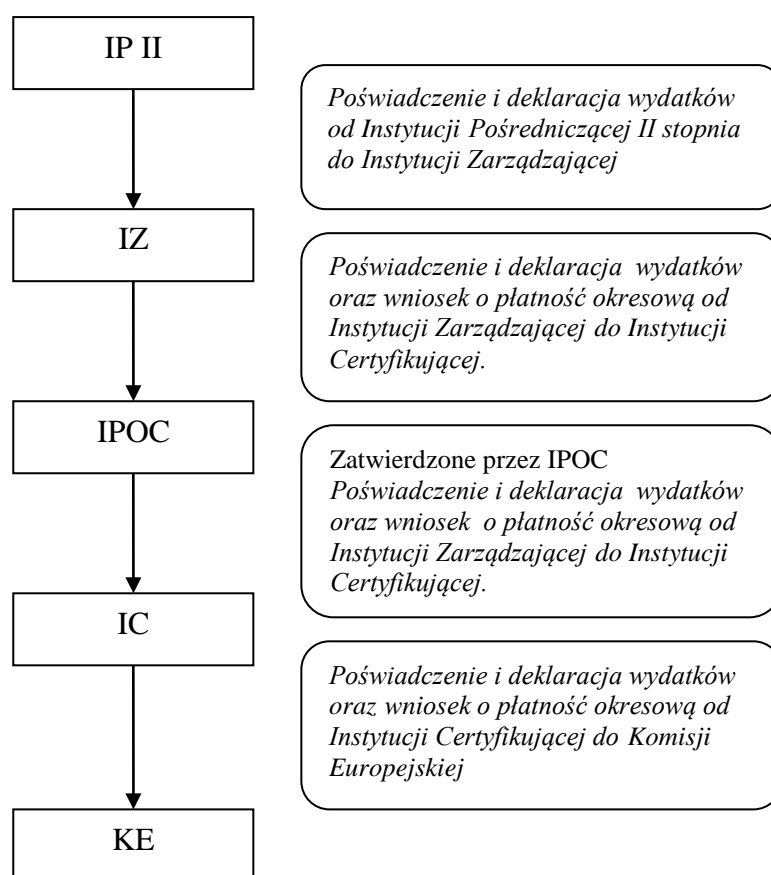 IP II
Poświadczenie i deklaracja wydatków
od Instytucji Pośredniczącej II stopnia
do Instytucji Zarządzającej
IZ
Poświadczenie i deklaracja wydatków
oraz wniosek o płatność okresową od
Instytucji Zarządzającej do Instytucji
Certyfikującej.
IPOC
Zatwierdzone przez IPOC
Poświadczenie i deklaracja wydatków
oraz wniosek o płatność okresową od
Instytucji Zarządzającej do Instytucji
Certyfikującej.
IC
Poświadczenie i deklaracja wydatków
oraz wniosek o płatność okresową od
Instytucji Certyfikującej do Komisji
Europejskiej
KE